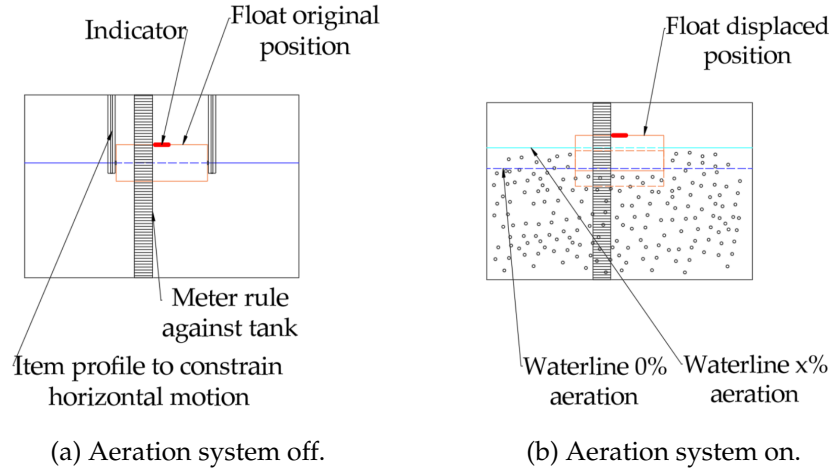 Indicator
Float original
position
Meter rule
against tank
Item profile to constrain
horizontal motion
(a) Aeration system off.
Float displaced
position
Waterline 0%
aeration
Waterline x%
aeration
(b) Aeration system on.